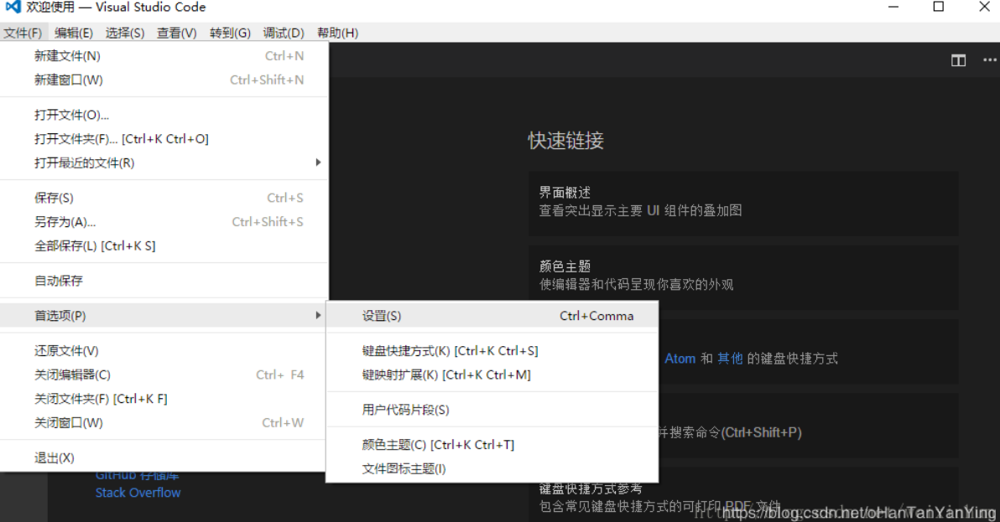 欢迎使用 — Visual Studio Code
文件(F) 编辑(E) 选择(S) 查看(V) 转到(G) 调试(D) 帮助(H)
新建文件(N) Ctrl+N
新建窗口(W) Ctrl+Shift+N
打开文件(O)...
打开文件夹(F)... [Ctrl+K Ctrl+O]
打开最近的文件(R)
保存(S) Ctrl+S
另存为(A)... Ctrl+Shift+S
全部保存(L) [Ctrl+K S]
自动保存
首选项(P)
还原文件(V)
关闭编辑器(C) Ctrl+ F4
关闭文件夹(F) [Ctrl+K F]
关闭窗口(W) Ctrl+W
退出(X)
设置(S) Ctrl+Comma
键盘快捷方式(K) [Ctrl+K Ctrl+S]
键映射扩展(K) [Ctrl+K Ctrl+M]
用户代码片段(S)
颜色主题(C) [Ctrl+K Ctrl+T]
文件图标主题(I)
GitHub 存储库
Stack Overflow
快速链接
界面概述
查看突出显示主要 UI 组件的叠加图
颜色主题
使编辑器和代码呈现你喜欢的外观
Atom 和 其他 的键盘快捷方式
并搜索命令(Ctrl+Shift+P)
键盘快捷方式参考
包含常见键盘快捷方式的可打印 PDF 文件
https://blog.csdn.net/oHanTanYanYing